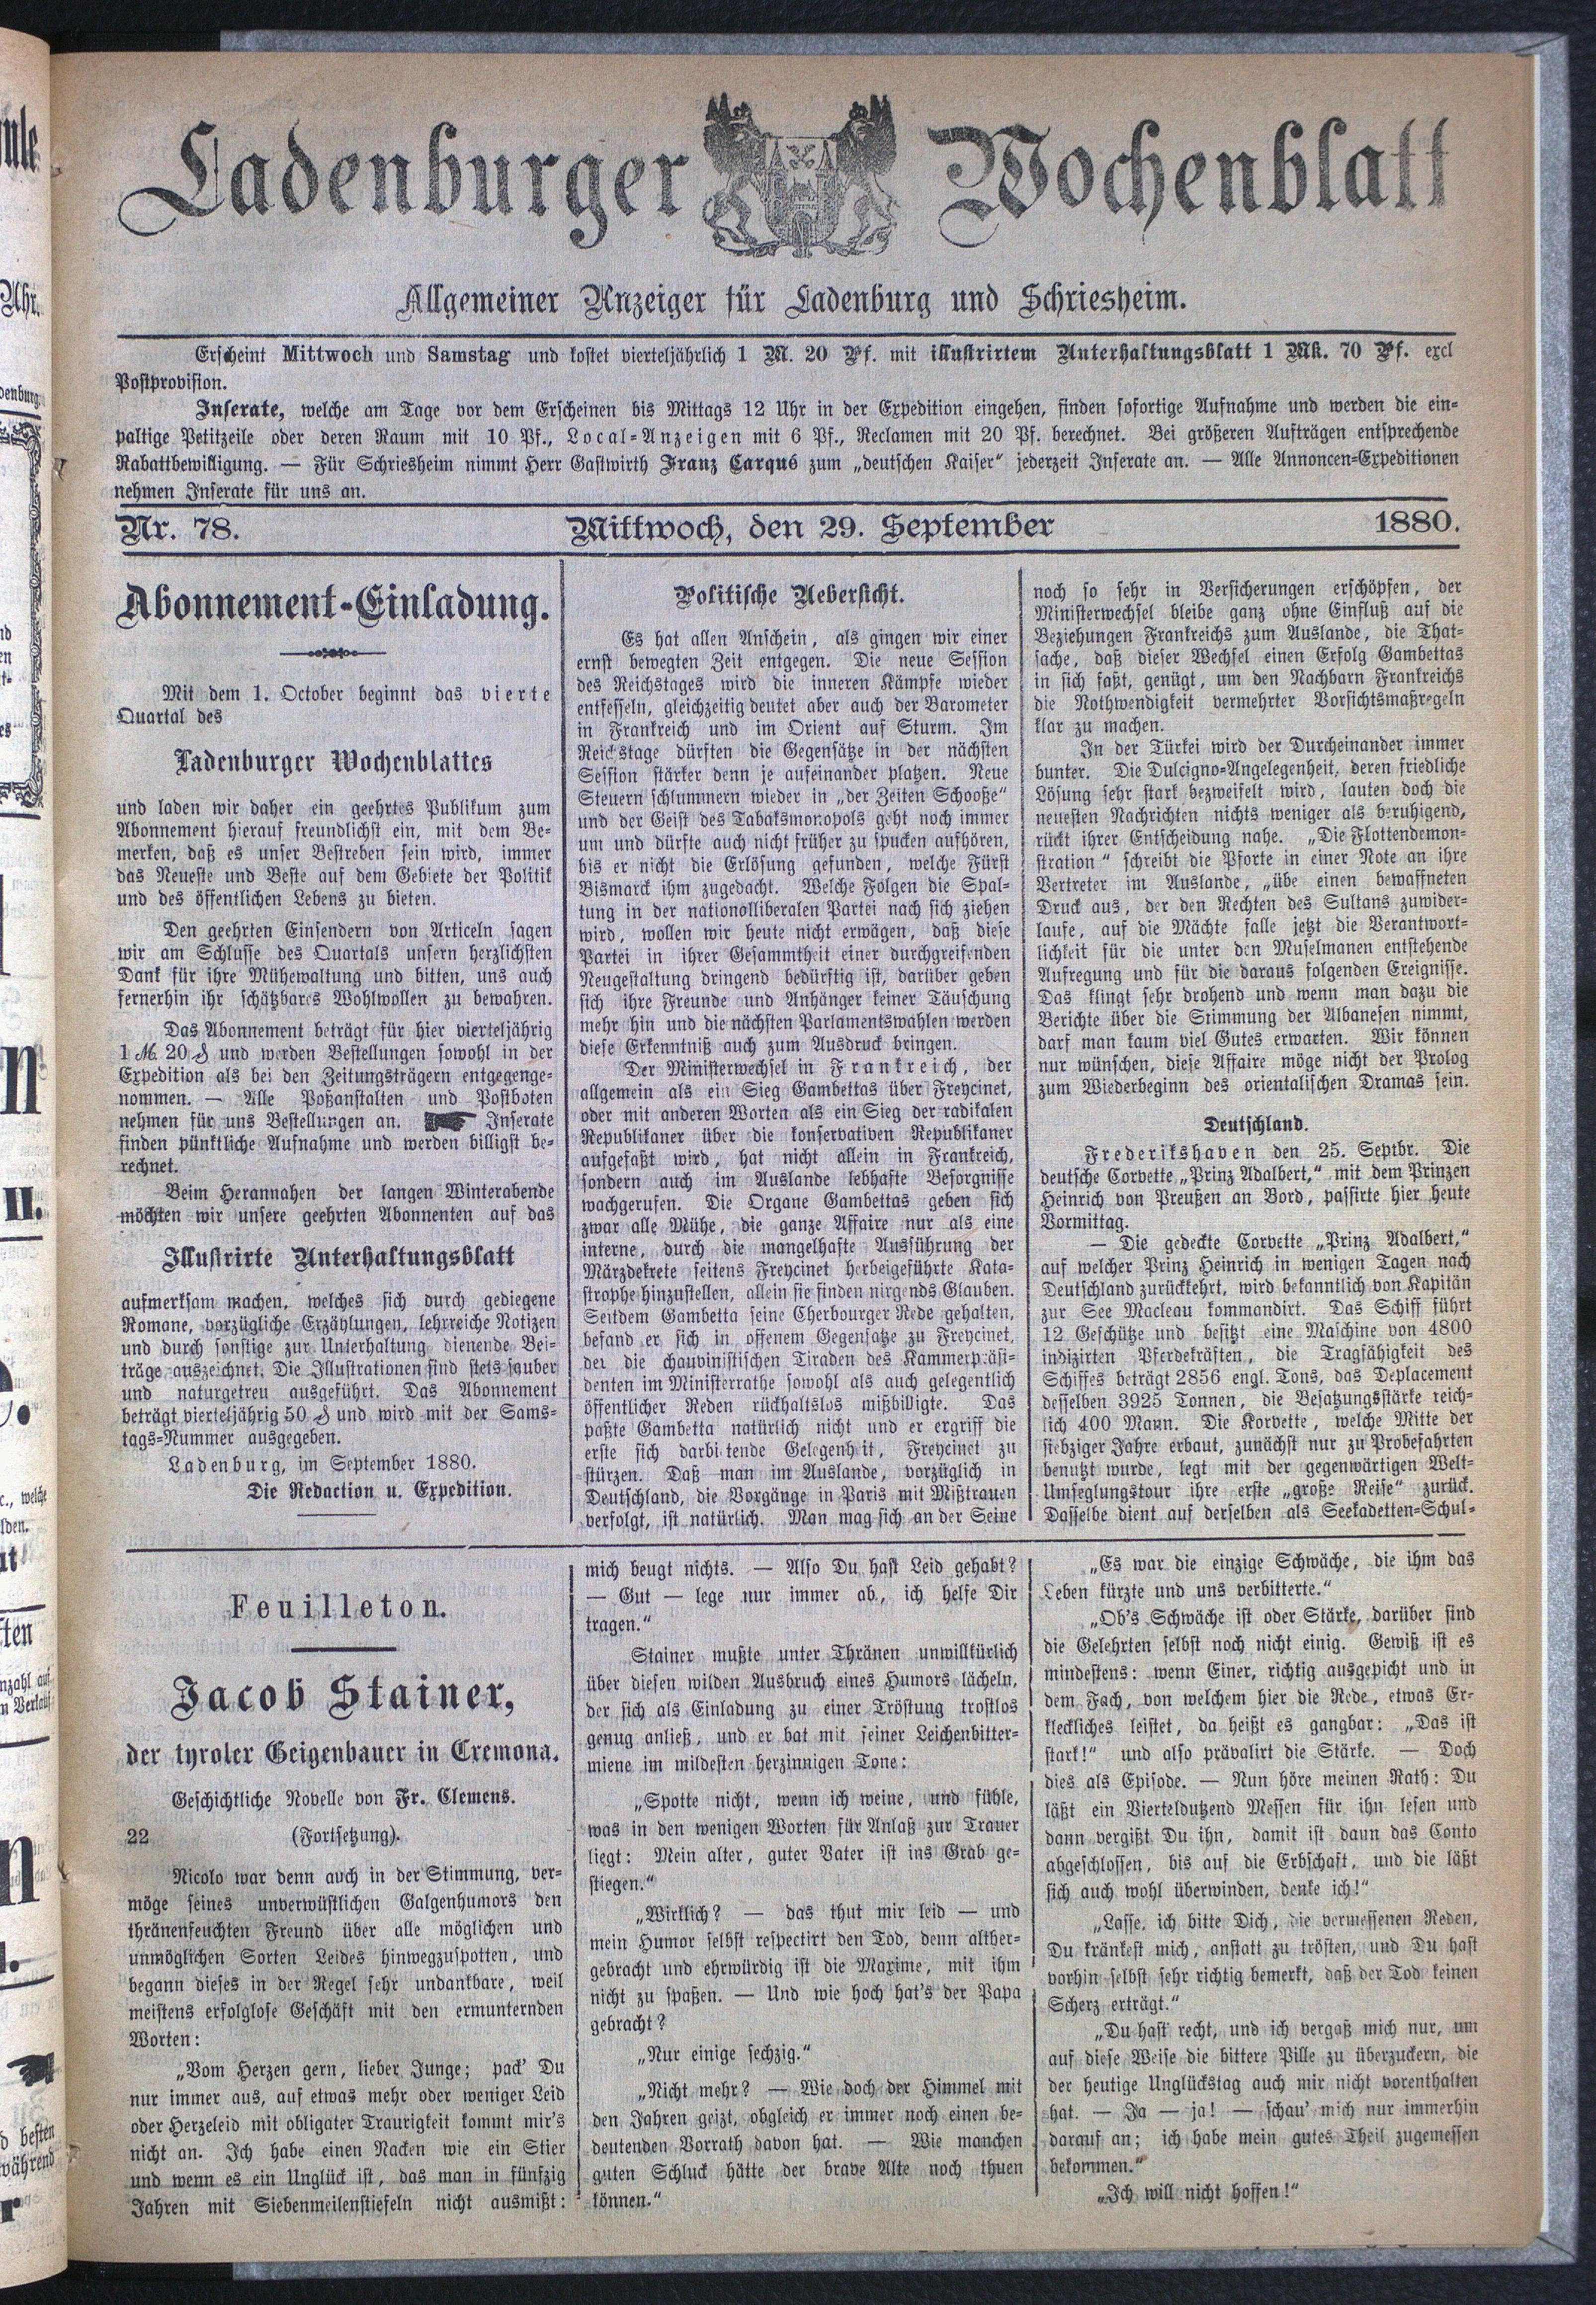 Ladenburger Wochenblatt
Allgemeiner Anzeiger für Ladenburg und Schriesheim.
Erscheint Mittwoch und Samstag und kostet vierteljährlich 1 M. 20 Pf. mit illustrirtem Unterhaltungsblatt 1 Mk. 70 Pf. excl
Postprovision.
Inserate, welche am Tage vor dem Erscheinen bis Mittags 12 Uhr in der Expedition eingehen, finden sofortige Aufnahme und werden die ein-
paltige Petitzeile oder deren Raum mit 10 Pf., Local-Anzeigen mit 6 Pf., Reclamen mit 20 Pf. berechnet. Bei größeren Aufträgen entsprechende
Rabattbewilligung. — Für Schriesheim nimmt Herr Gastwirth Franz Carqué zum „deutschen Kaiser“ jederzeit Inserate an. — Alle Annoncen-Expeditionen
nehmen Inserate für uns an.
Nr. 78. Mittwoch, den 29. September 1880.
Abonnement-Einladung.
Mit dem 1. October beginnt das vierte
Quartal des
Ladenburger Wochenblattes
und laden wir daher ein geehrtes Publikum zum
Abonnement hierauf freundlichst ein, mit dem Be-
merken, daß es unser Bestreben sein wird, immer
das Neueste und Beste auf dem Gebiete der Politik
und des öffentlichen Lebens zu bieten.
Den geehrten Einsendern von Articeln sagen
wir am Schlusse des Quartals unsern herzlichsten
Dank für ihre Mühewaltung und bitten, uns auch
fernerhin ihr schätzbares Wohlwollen zu bewahren.
Das Abonnement beträgt für hier vierteljährig
1 M. 20 ₰ und werden Bestellungen sowohl in der
Expedition als bei den Zeitungsträgern entgegenge-
nommen. — Alle Poßanstalten und Postboten
nehmen für uns Bestellungen an. Inserate
finden pünktliche Aufnahme und werden billigst be-
rechnet.
Beim Herannahen der langen Winterabende
möchten wir unsere geehrten Abonnenten auf das
Illustrirte Unterhaltungsblatt
aufmerksam machen, welches sich durch gediegene
Romane, vorzügliche Erzählungen, lehrreiche Notizen
und durch sonstige zur Unterhaltung dienende Bei-
träge auszeichnet. Die Illustrationen sind stets sauber
und naturgetreu ausgeführt. Das Abonnement
beträgt vierteljährig 50 ₰ und wird mit der Sams-
tags-Nummer ausgegeben.
Ladenburg, im September 1880.
Die Redaction u. Expedition.
Politische Uebersicht.
Es hat allen Anschein, als gingen wir einer
ernst bewegten Zeit entgegen. Die neue Session
des Reichstages wird die inneren Kämpfe wieder
entfesseln, gleichzeitig deutet aber auch der Barometer
in Frankreich und im Orient auf Sturm. Im
Reichstage dürften die Gegensätze in der nächsten
Session stärker denn je aufeinander platzen. Neue
Steuern schlummern wieder in „der Zeiten Schooße“
und der Geist des Tabaksmonopols geht noch immer
um und dürfte auch nicht früher zu spucken aufhören,
bis er nicht die Erlösung gefunden, welche Fürst
Bismarck ihm zugedacht. Welche Folgen die Spal-
tung in der nationolliberalen Partei nach sich ziehen
wird, wollen wir heute nicht erwägen, daß diese
Partei in ihrer Gesammtheit einer durchgreifenden
Neugestaltung dringend bedürftig ist, darüber geben
sich ihre Freunde und Anhänger keiner Täuschung
mehr hin und die nächsten Parlamentswahlen werden
diese Erkenntniß auch zum Ausdruck bringen.
Der Ministerwechsel in Frankreich, der
allgemein als ein Sieg Gambettas über Freycinet,
oder mit anderen Worten als ein Sieg der radikalen
Republikaner über die konservativen Republikaner
aufgefaßt wird, hat nicht allein in Frankreich,
sondern auch im Auslande lebhafte Besorgnisse
wachgerufen. Die Organe Gambettas geben sich
zwar alle Mühe, die ganze Affaire nur als eine
interne, durch die mangelhafte Ausführung der
Märzdekrete seitens Freycinet herbeigeführte Kata-
strophe hinzustellen, allein sie finden nirgends Glauben.
Seitdem Gambetta seine Cherbourger Rede gehalten,
befand er sich in offenem Gegensatze zu Freycinet,
der die chauvinistischen Tiraden des Kammerpräsi-
denten im Ministerrathe sowohl als auch gelegentlich
öffentlicher Reden rückhaltslos mißbilligte. Das
paßte Gambetta natürlich nicht und er ergriff die
erste sich darbietende Gelegenheit, Freycinet zu
stürzen. Daß man im Auslande, vorzüglich in
Deutschland, die Vorgänge in Paris mit Mißtrauen
verfolgt, ist natürlich. Man mag sich an der Seine
noch so sehr in Versicherungen erschöpfen, der
Ministerwechsel bleibe ganz ohne Einfluß auf die
Beziehungen Frankreichs zum Auslande, die That-
sache, daß dieser Wechsel einen Erfolg Gambettas
in sich faßt, genügt, um den Nachbarn Frankreichs
die Nothwendigkeit vermehrter Vorsichtsmaßregeln
klar zu machen.
In der Türkei wird der Durcheinander immer
bunter. Die Dulcigno-Angelegenheit, deren friedliche
Lösung sehr stark bezweifelt wird, lauten doch die
neuesten Nachrichten nichts weniger als beruhigend,
rückt ihrer Entscheidung nahe. „Die Flottendemon-
stration“ schreibt die Pforte in einer Note an ihre
Vertreter im Auslande, „übe einen bewaffneten
Druck aus, der den Rechten des Sultans zuwider-
laufe, auf die Mächte falle jetzt die Verantwort-
lichkeit für die unter den Muselmanen entstehende
Aufregung und für die daraus folgenden Ereignisse.
Das klingt sehr drohend und wenn man dazu die
Berichte über die Stimmung der Albanesen nimmt,
darf man kaum viel Gutes erwarten. Wir können
nur wünschen, diese Affaire möge nicht der Prolog
zum Wiederbeginn des orientalischen Dramas sein.
Deutschland.
Frederikshaven den 25. Septbr. Die
deutsche Corvette „Prinz Adalbert,“ mit dem Prinzen
Heinrich von Preußen an Bord, passirte hier heute
Vormittag.
— Die gedeckte Corvette „Prinz Adalbert,“
auf welcher Prinz Heinrich in wenigen Tagen nach
Deutschland zurückkehrt, wird bekanntlich von Kapitän
zur See Macleau kommandirt. Das Schiff führt
12 Geschütze und besitzt eine Maschine von 4800
indizirten Pferdekräften, die Tragfähigkeit des
Schiffes beträgt 2856 engl. Tons, das Deplacement
desselben 3925 Tonnen, die Besatzungsstärke reich-
lich 400 Mann. Die Korvette, welche Mitte der
siebziger Jahre erbaut, zunächst nur zu Probefahrten
benutzt wurde, legt mit der gegenwärtigen Welt-
Umseglungstour ihre erste „große Reise“ zurück.
Dasselbe dient auf derselben als Seekadetten-Schul-
Feuilleton.
Jacob Stainer,
der tyroler Geigenbauer in Cremona.
Geschichtliche Novelle von Fr. Clemens.
22 (Fortsetzung).
Nicolo war denn auch in der Stimmung, ver-
möge seines unverwüstlichen Galgenhumors den
thränenfeuchten Freund über alle möglichen und
unmöglichen Sorten Leides hinwegzuspotten, und
begann dieses in der Regel sehr undankbare, weil
meistens erfolglose Geschäft mit den ermunternden
Worten:
„Vom Herzen gern, lieber Junge; pack' Du
nur immer aus, auf etwas mehr oder weniger Leid
oder Herzeleid mit obligater Traurigkeit kommt mir's
nicht an. Ich habe einen Nacken wie ein Stier
und wenn es ein Unglück ist, das man in fünfzig
Jahren mit Siebenmeilenstiefeln nicht ausmißt:
mich beugt nichts. — Also Du hast Leid gehabt?
— Gut — lege nur immer ab, ich helfe Dir
tragen.“
Stainer mußte unter Thränen unwillkürlich
über diesen wilden Ausbruch eines Humors lächeln,
der sich als Einladung zu einer Tröstung trostlos
genug anließ, und er bat mit seiner Leichenbitter-
miene im mildesten herzinnigen Tone:
„Spotte nicht, wenn ich weine, und fühle,
was in den wenigen Worten für Anlaß zur Trauer
liegt: Mein alter, guter Vater ist ins Grab ge-
stiegen.“
„Wirklich? — das thut mir leid — und
mein Humor selbst respectirt den Tod, denn alther-
gebracht und ehrwürdig ist die Maxime, mit ihm
nicht zu spaßen. — Und wie hoch hat's der Papa
gebracht?
„Nur einige sechzig.“
„Nicht mehr? — Wie doch der Himmel mit
den Jahren geizt, obgleich er immer noch einen be-
deutenden Vorrath davon hat. — Wie manchen
guten Schluck hätte der brave Alte noch thuen
können.“
„Es war die einzige Schwäche, die ihm das
Leben kürzte und uns verbitterte.“
„Ob's Schwäche ist oder Stärke, darüber sind
die Gelehrten selbst noch nicht einig. Gewiß ist es
mindestens: wenn Einer, richtig ausgepicht und in
dem Fach, von welchem hier die Rede, etwas Er-
kleckliches leistet, da heißt es gangbar: „Das ist
stark!“ und also prävalirt die Stärke. — Doch
dies als Episode. — Nun höre meinen Rath: Du
läßt ein Vierteldutzend Messen für ihn lesen und
dann vergißt Du ihn, damit ist dann das Conto
abgeschlossen, bis auf die Erbschaft, und die läßt
sich auch wohl überwinden, denke ich!“
„Lasse, ich bitte Dich, die vermessenen Reden,
Du kränkest mich, anstatt zu trösten, und Du hast
vorhin selbst sehr richtig bemerkt, daß der Tod keinen
Scherz erträgt.“
„Du hast recht, und ich vergaß mich nur, um
auf diese Weise die bittere Pille zu überzuckern, die
der heutige Unglückstag auch mir nicht vorenthalten
hat. — Ja — ja! — schau' mich nur immerhin
darauf an; ich habe mein gutes Theil zugemessen
bekommen.“
„Ich will nicht hoffen!“